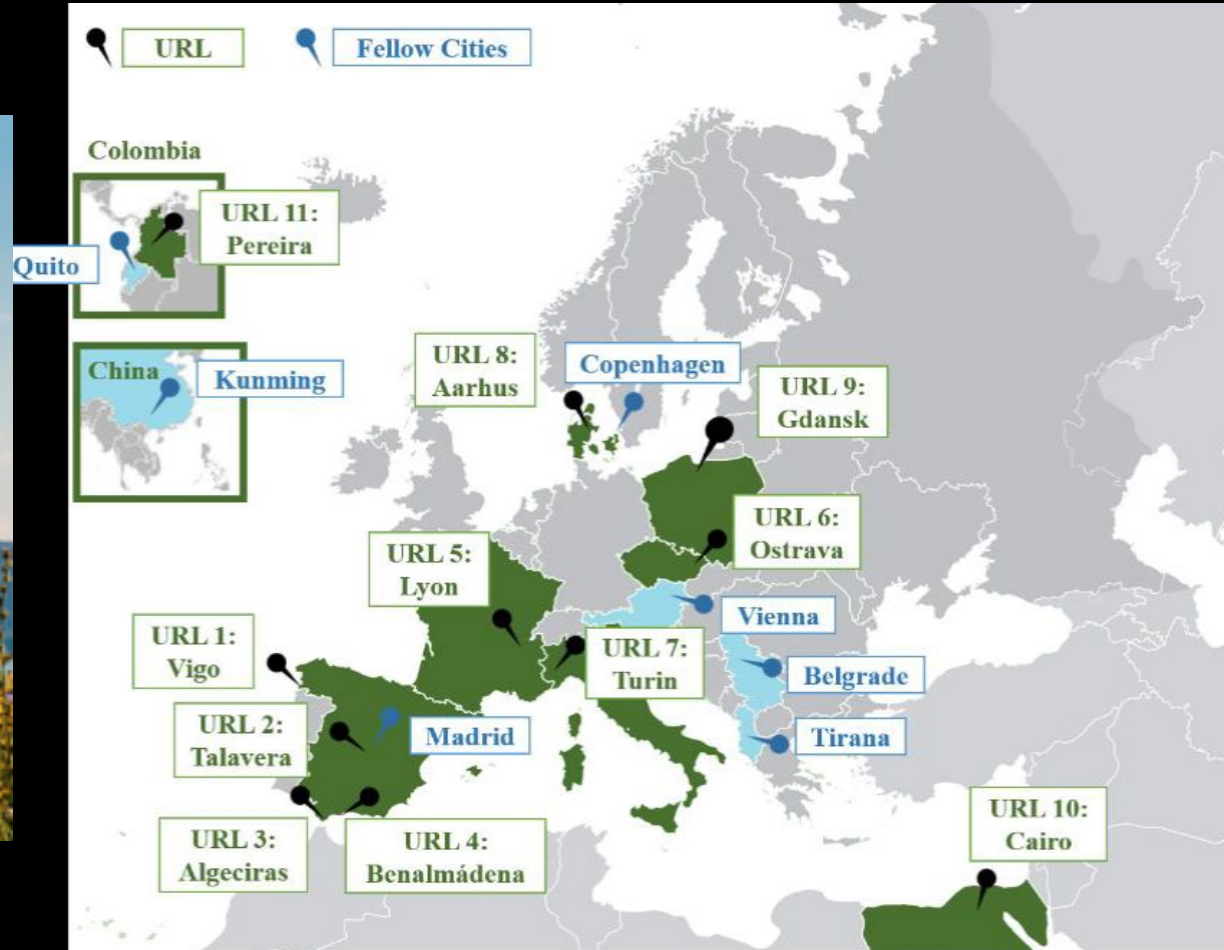 URL
Fellow Cities
Colombia
URL 11:
Pereira
Quito
China
Kunming
URL 8:
Aarhus
Copenhagen
URL 9:
Gdansk
URL 6:
Ostrava
URL 5:
Lyon
Vienna
URL 1:
Vigo
URL 7:
Turin
Belgrade
URL 2:
Talavera
Madrid
Tirana
URL 10:
Cairo
URL 3:
Algeciras
URL 4:
Benalmádena